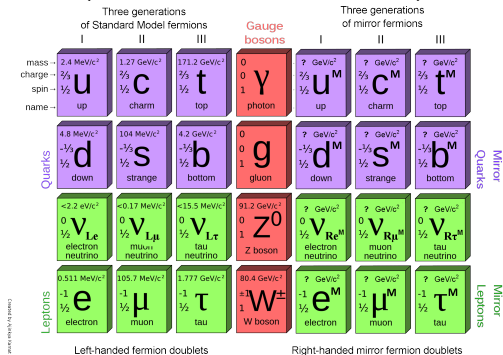 Three generations
of Standard Model fermions
Gauge
bosons
Three generations
of mirror fermions
I II III I II III
mass→ 2.4 MeV/c² 1.27 GeV/c² 171.2 GeV/c² 0 ? GeV/c² ? GeV/c² ? GeV/c²
charge→ ⅔ ⅔ ⅔ 0 ⅔ ⅔ ⅔
u c t γ uᴹ cᴹ tᴹ
spin→ ½ ½ ½ 1 ½ ½ ½
name→ up charm top photon up charm top
Quarks
4.8 MeV/c² 104 MeV/c² 4.2 GeV/c² 0 ? GeV/c² ? GeV/c² ? GeV/c²
-⅓ -⅓ -⅓ 0 -⅓ -⅓ -⅓
d s b g dᴹ sᴹ bᴹ
½ ½ ½ 1 ½ ½ ½
down strange bottom gluon down strange bottom
Mirror
Quarks
<2.2 eV/c² <0.17 MeV/c² <15.5 MeV/c² 91.2 GeV/c² ? GeV/c² ? GeV/c² ? GeV/c²
0 0 0 0 0 0 0
νLe νLμ νLτ Z⁰ νReᴹ νRμᴹ νRτᴹ
½ ½ ½ 1 ½ ½ ½
electron muon tau electron muon tau
neutrino neutrino neutrino Z boson neutrino neutrino neutrino
Leptons
0.511 MeV/c² 105.7 MeV/c² 1.777 GeV/c² 80.4 GeV/c² ? GeV/c² ? GeV/c² ? GeV/c²
-1 -1 -1 ±1 -1 -1 -1
e μ τ W± eᴹ μᴹ τᴹ
½ ½ ½ 1 ½ ½ ½
electron muon tau W boson electron muon tau
Mirror
Leptons
Left-handed fermion doublets
Right-handed mirror fermion doublets